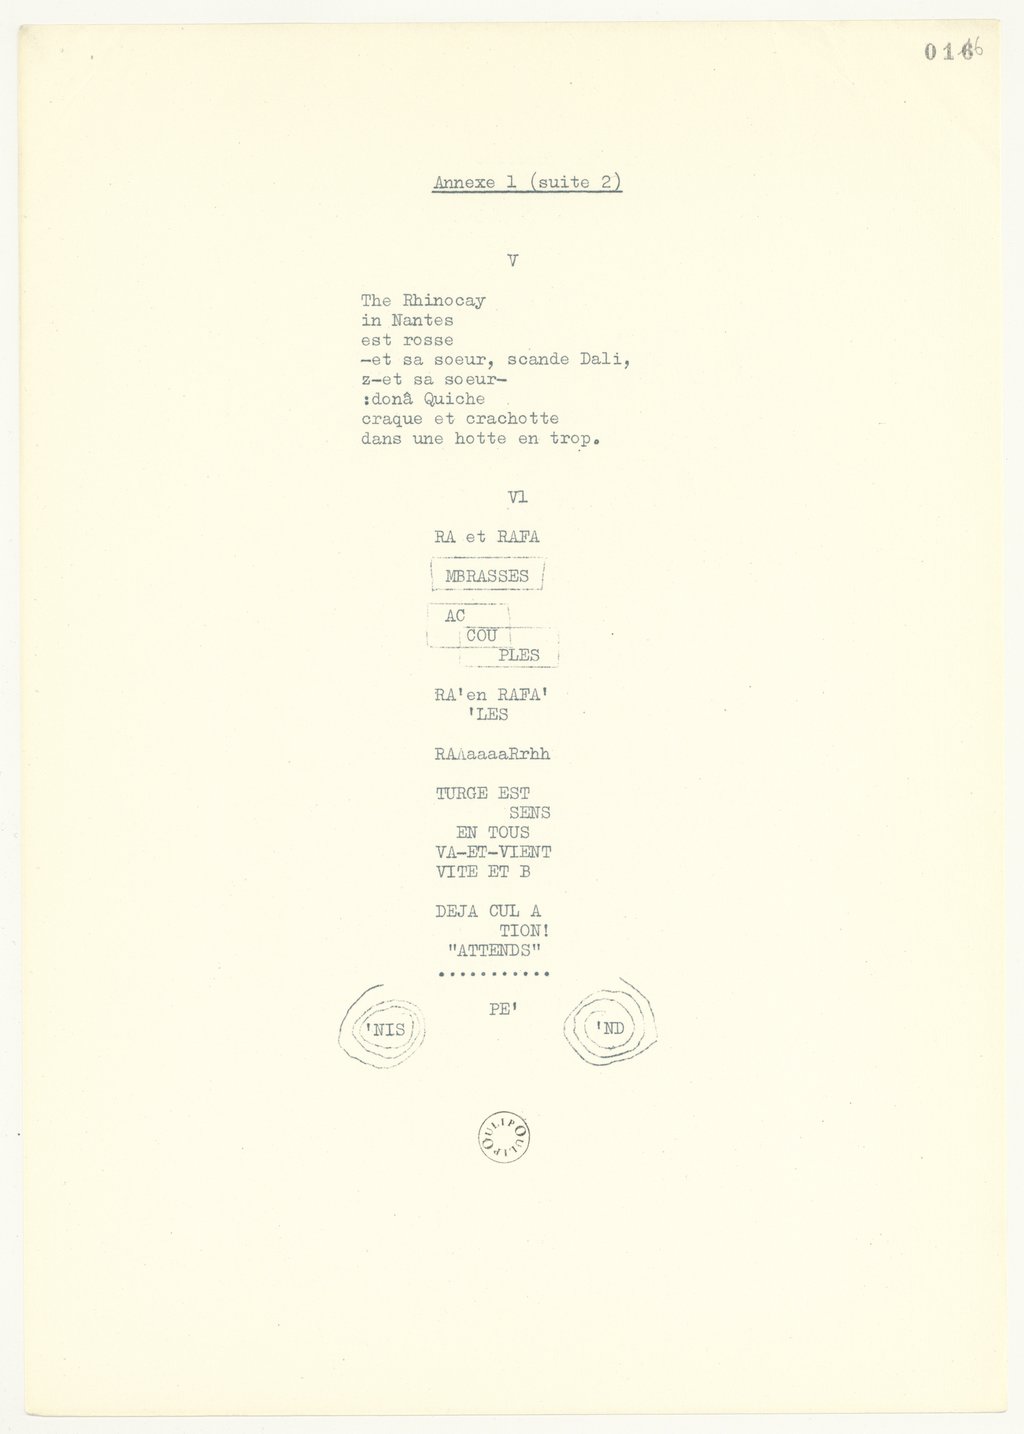 016
Annexe 1 (suite 2)
V
The Rhinocay
in Nantes
est rosse
-et sa soeur, scande Dali,
z-et sa soeur-
:donâ Quiche
craque et crachotte
dans une hotte en trop.
V1
RA et RAFA
MBRASSES
AC
COU
PLES
RA'en RAFA'
'LES
RAAaaaaRrhh
TURGE EST
SENS
EN TOUS
VA-ET-VIENT
VITE ET B
DEJA CUL A
TION!
"ATTENDS"
...........
PE'
'NIS 'ND
OULIPOULIPO